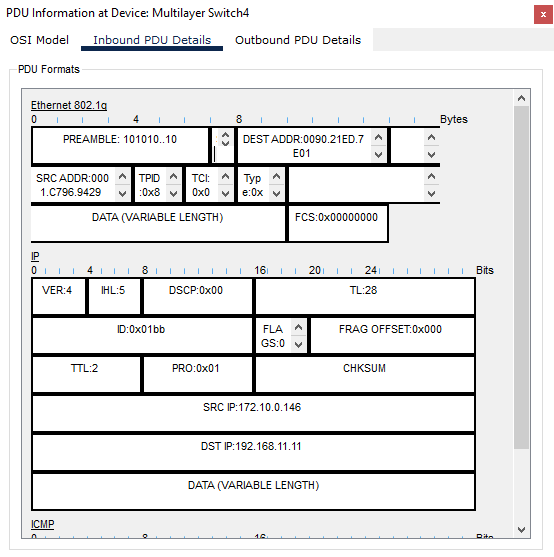 PDU Information at Device: Multilayer Switch4
OSI Model Inbound PDU Details Outbound PDU Details
PDU Formats
Ethernet 802.1q
0 4 8 Bytes
PREAMBLE: 101010..10 DEST ADDR:0090.21ED.7
E01
SRC ADDR:000 TPID TCI: Typ
1.C796.9429 :0x8 0x0 e:0x
DATA (VARIABLE LENGTH) FCS:0x00000000
IP
0 4 8 16 20 24 Bits
VER:4 IHL:5 DSCP:0x00 TL:28
ID:0x01bb FLA FRAG OFFSET:0x000
GS:0
TTL:2 PRO:0x01 CHKSUM
SRC IP:172.10.0.146
DST IP:192.168.11.11
DATA (VARIABLE LENGTH)
ICMP
0 8 16 Bits